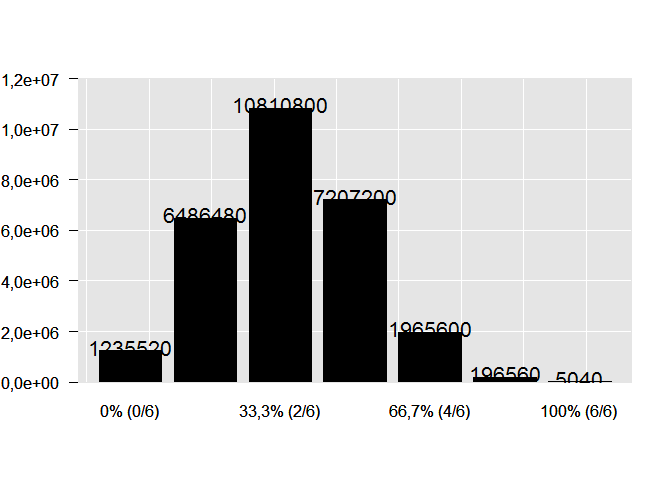 1,2e+07
1,0e+07
8,0e+06
6,0e+06
4,0e+06
2,0e+06
0,0e+00
1235520
6486480
10810800
7207200
1965600
196560
5040
0% (0/6)
33,3% (2/6)
66,7% (4/6)
100% (6/6)